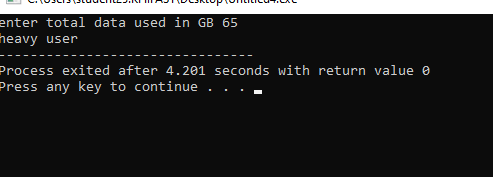 enter total data used in GB 65
heavy user
--------------------------------
Process exited after 4.201 seconds with return value 0
Press any key to continue . . .